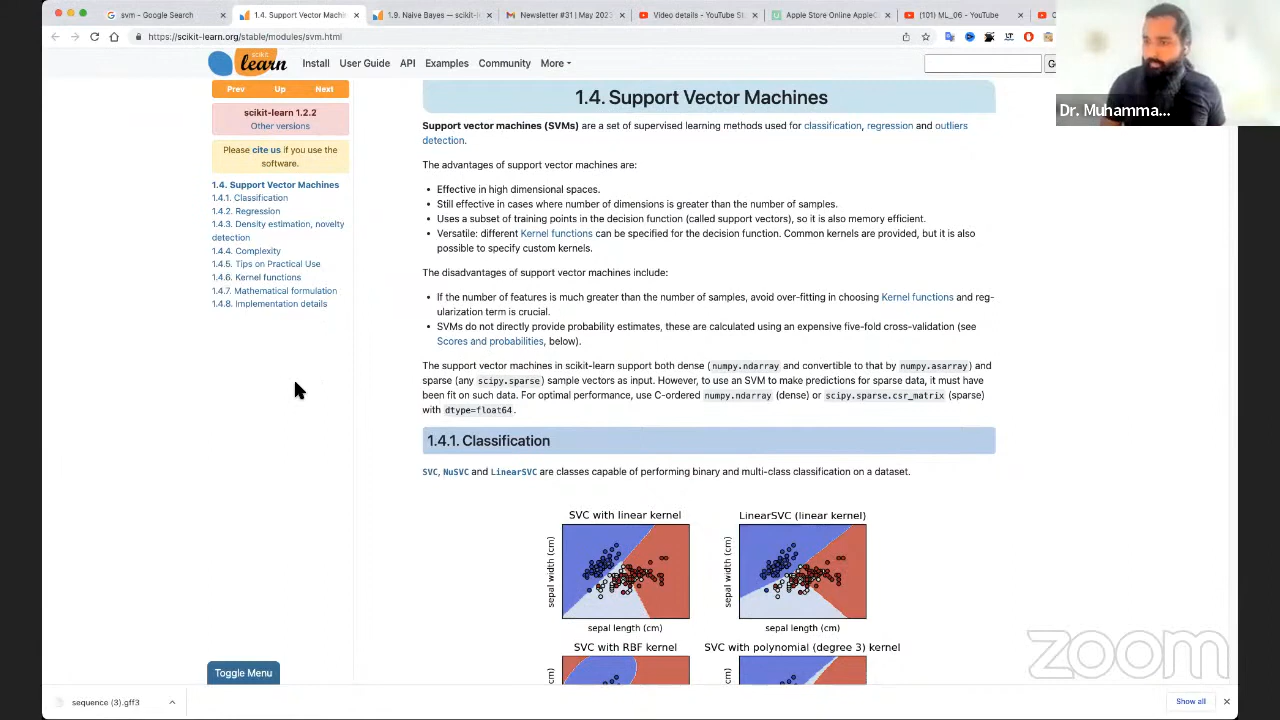 svm - Google Search
1.4. Support Vector Machin
1.9. Naive Bayes — scikit-l
Newsletter #31 | May 2023
Video details - YouTube St
Apple Store Online AppleC
(101) ML_06 - YouTube
https://scikit-learn.org/stable/modules/svm.html
scikit
learn
Install
User Guide
API
Examples
Community
More
Prev
Up
Next
scikit-learn 1.2.2
Other versions
Please cite us if you use the
software.
1.4. Support Vector Machines
1.4.1. Classification
1.4.2. Regression
1.4.3. Density estimation, novelty
detection
1.4.4. Complexity
1.4.5. Tips on Practical Use
1.4.6. Kernel functions
1.4.7. Mathematical formulation
1.4.8. Implementation details
Toggle Menu
1.4. Support Vector Machines
Support vector machines (SVMs) are a set of supervised learning methods used for classification, regression and outliers
detection.
The advantages of support vector machines are:
• Effective in high dimensional spaces.
• Still effective in cases where number of dimensions is greater than the number of samples.
• Uses a subset of training points in the decision function (called support vectors), so it is also memory efficient.
• Versatile: different Kernel functions can be specified for the decision function. Common kernels are provided, but it is also
possible to specify custom kernels.
The disadvantages of support vector machines include:
• If the number of features is much greater than the number of samples, avoid over-fitting in choosing Kernel functions and reg-
ularization term is crucial.
• SVMs do not directly provide probability estimates, these are calculated using an expensive five-fold cross-validation (see
Scores and probabilities, below).
The support vector machines in scikit-learn support both dense (numpy.ndarray and convertible to that by numpy.asarray) and
sparse (any scipy.sparse) sample vectors as input. However, to use an SVM to make predictions for sparse data, it must have
been fit on such data. For optimal performance, use C-ordered numpy.ndarray (dense) or scipy.sparse.csr_matrix (sparse)
with dtype=float64.
1.4.1. Classification
SVC, NuSVC and LinearSVC are classes capable of performing binary and multi-class classification on a dataset.
SVC with linear kernel
LinearSVC (linear kernel)
sepal width (cm)
sepal width (cm)
sepal length (cm)
sepal length (cm)
SVC with RBF kernel
SVC with polynomial (degree 3) kernel
(cm)
(cm)
Dr. Muhamma...
zoom
sequence (3).gff3
Show all